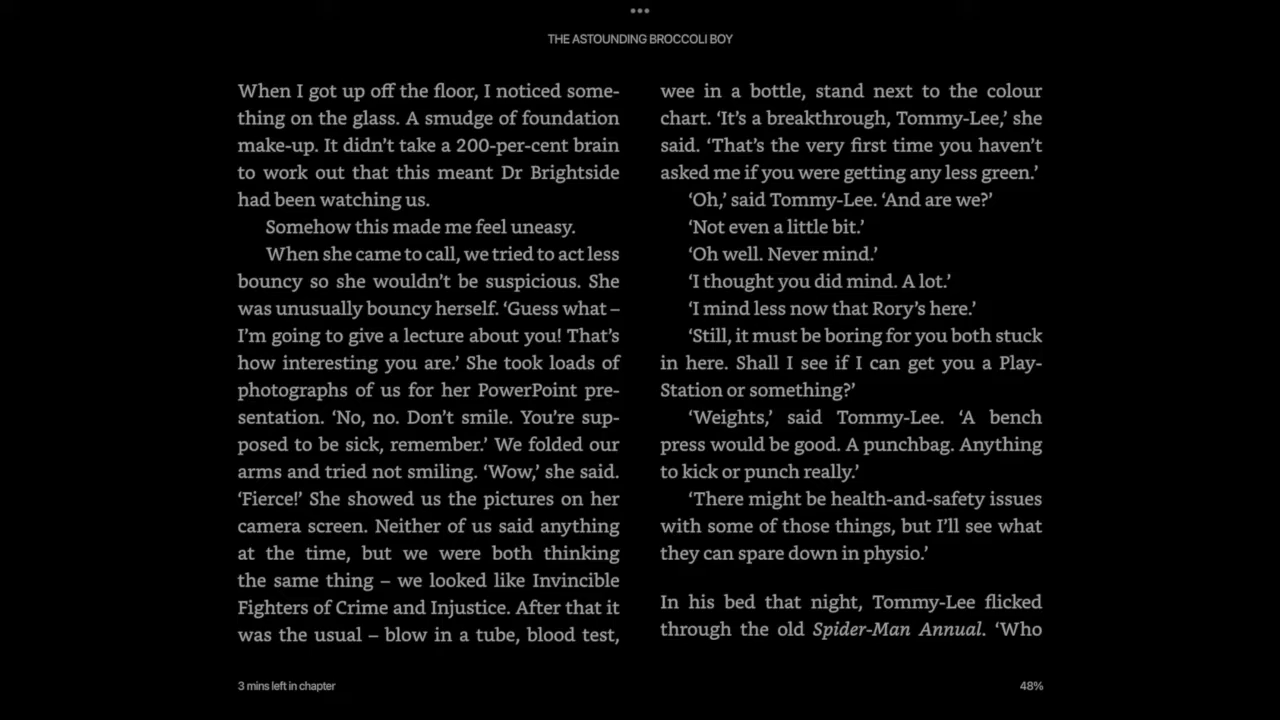 THE ASTOUNDING BROCCOLI BOY
When I got up off the floor, I noticed some-
thing on the glass. A smudge of foundation
make-up. It didn’t take a 200-per-cent brain
to work out that this meant Dr Brightside
had been watching us.
Somehow this made me feel uneasy.
When she came to call, we tried to act less
bouncy so she wouldn’t be suspicious. She
was unusually bouncy herself. ‘Guess what –
I’m going to give a lecture about you! That’s
how interesting you are.’ She took loads of
photographs of us for her PowerPoint pre-
sentation. ‘No, no. Don’t smile. You’re sup-
posed to be sick, remember.’ We folded our
arms and tried not smiling. ‘Wow,’ she said.
‘Fierce!’ She showed us the pictures on her
camera screen. Neither of us said anything
at the time, but we were both thinking
the same thing – we looked like Invincible
Fighters of Crime and Injustice. After that it
was the usual – blow in a tube, blood test,
wee in a bottle, stand next to the colour
chart. ‘It’s a breakthrough, Tommy-Lee,’ she
said. ‘That’s the very first time you haven’t
asked me if you were getting any less green.’
‘Oh,’ said Tommy-Lee. ‘And are we?’
‘Not even a little bit.’
‘Oh well. Never mind.’
‘I thought you did mind. A lot.’
‘I mind less now that Rory’s here.’
‘Still, it must be boring for you both stuck
in here. Shall I see if I can get you a Play-
Station or something?’
‘Weights,’ said Tommy-Lee. ‘A bench
press would be good. A punchbag. Anything
to kick or punch really.’
‘There might be health-and-safety issues
with some of those things, but I’ll see what
they can spare down in physio.’
In his bed that night, Tommy-Lee flicked
through the old Spider-Man Annual. ‘Who
3 mins left in chapter
48%